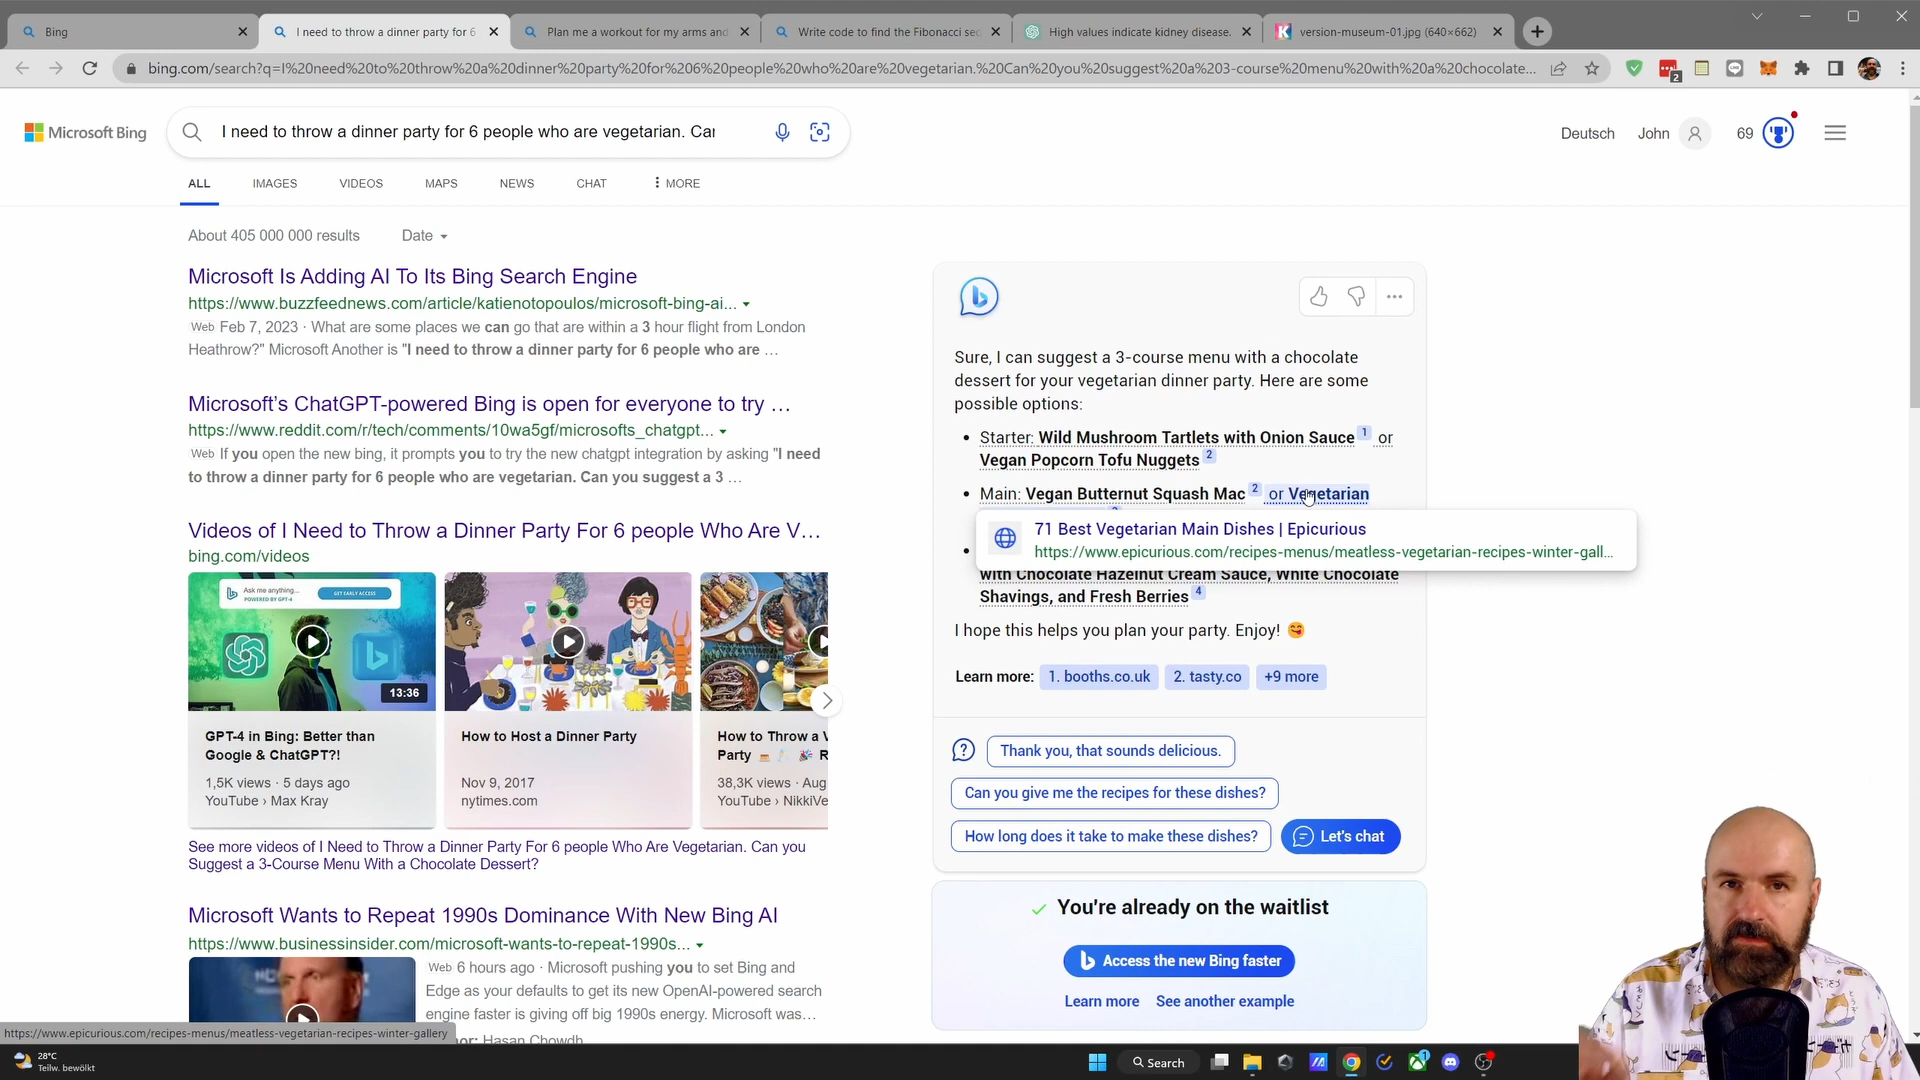 Bing
I need to throw a dinner party for 6
Plan me a workout for my arms and
Write code to find the Fibonacci sec
High values indicate kidney disease.
version-museum-01.jpg (640×662)
bing.com/search?q=I%20need%20to%20throw%20a%20dinner%20party%20for%206%20people%20who%20are%20vegetarian.%20Can%20you%20suggest%20a%203-course%20menu%20with%20a%20chocolate...
2
Microsoft Bing
I need to throw a dinner party for 6 people who are vegetarian. Car
Deutsch
John
69
ALL
IMAGES
VIDEOS
MAPS
NEWS
CHAT
MORE
About 405 000 000 results
Date
Microsoft Is Adding AI To Its Bing Search Engine
https://www.buzzfeednews.com/article/katienotopoulos/microsoft-bing-ai...
Web Feb 7, 2023 · What are some places we can go that are within a 3 hour flight from London
Heathrow?" Microsoft Another is "I need to throw a dinner party for 6 people who are …
Microsoft's ChatGPT-powered Bing is open for everyone to try …
https://www.reddit.com/r/tech/comments/10wa5gf/microsofts_chatgpt...
Web If you open the new bing, it prompts you to try the new chatgpt integration by asking "I need
to throw a dinner party for 6 people who are vegetarian. Can you suggest a 3 …
Videos of I Need to Throw a Dinner Party For 6 people Who Are V…
bing.com/videos
Ask me anything...
POWERED BY GPT-4
GET EARLY ACCESS
13:36
GPT-4 in Bing: Better than
Google & ChatGPT?!
1,5K views · 5 days ago
YouTube › Max Kray
How to Host a Dinner Party
Nov 9, 2017
nytimes.com
How to Throw a V
Party
38,3K views · Aug
YouTube › NikkiVe
See more videos of I Need to Throw a Dinner Party For 6 people Who Are Vegetarian. Can you
Suggest a 3-Course Menu With a Chocolate Dessert?
Microsoft Wants to Repeat 1990s Dominance With New Bing AI
https://www.businessinsider.com/microsoft-wants-to-repeat-1990s...
Web 6 hours ago · Microsoft pushing you to set Bing and
Edge as your defaults to get its new OpenAI-powered search
engine faster is giving off big 1990s energy. Microsoft was…
Hasan Chowdh
Sure, I can suggest a 3-course menu with a chocolate
dessert for your vegetarian dinner party. Here are some
possible options:
Starter: Wild Mushroom Tartlets with Onion Sauce 1 or
Vegan Popcorn Tofu Nuggets 2
Main: Vegan Butternut Squash Mac 2 or Vegetarian
71 Best Vegetarian Main Dishes | Epicurious
https://www.epicurious.com/recipes-menus/meatless-vegetarian-recipes-winter-gall...
with Chocolate Hazelnut Cream Sauce, White Chocolate
Shavings, and Fresh Berries 4
I hope this helps you plan your party. Enjoy! 😋
Learn more: 1. booths.co.uk 2. tasty.co +9 more
Thank you, that sounds delicious.
Can you give me the recipes for these dishes?
How long does it take to make these dishes?
Let's chat
You're already on the waitlist
Access the new Bing faster
Learn more
See another example
https://www.epicurious.com/recipes-menus/meatless-vegetarian-recipes-winter-gallery
28°C
Teilw. bewölkt
Search
1